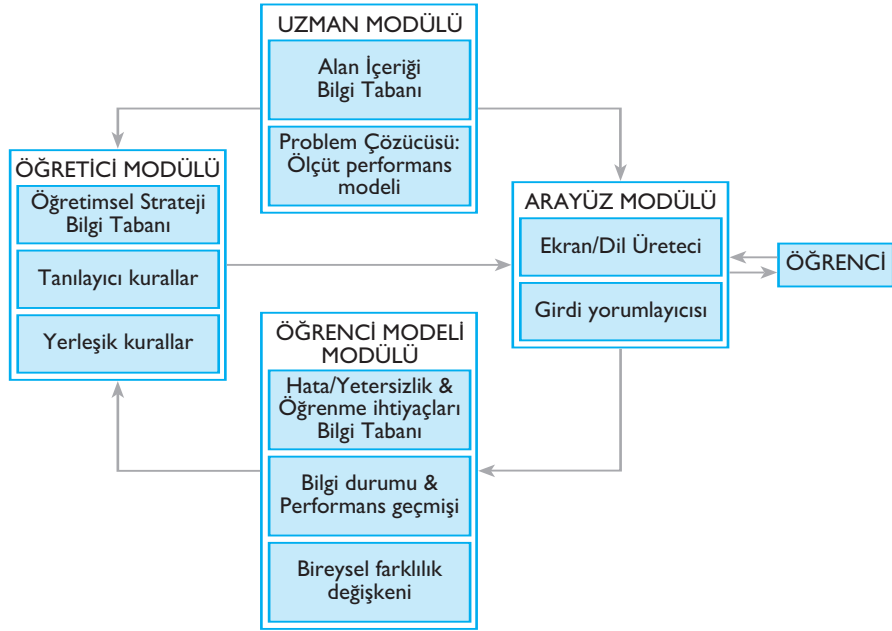 UZMAN MODÜLÜ
Alan İçeriği
Bilgi Tabanı
Problem Çözücüsü:
Ölçüt performans
modeli
ÖĞRETİCİ MODÜLÜ
Öğretimsel Strateji
Bilgi Tabanı
Tanılayıcı kurallar
Yerleşik kurallar
ARAYÜZ MODÜLÜ
Ekran/Dil Üreteci
Girdi yorumlayıcısı
ÖĞRENCİ
ÖĞRENCİ MODELİ
MODÜLÜ
Hata/Yetersizlik &
Öğrenme ihtiyaçları
Bilgi Tabanı
Bilgi durumu &
Performans geçmişi
Bireysel farklılık
değişkeni